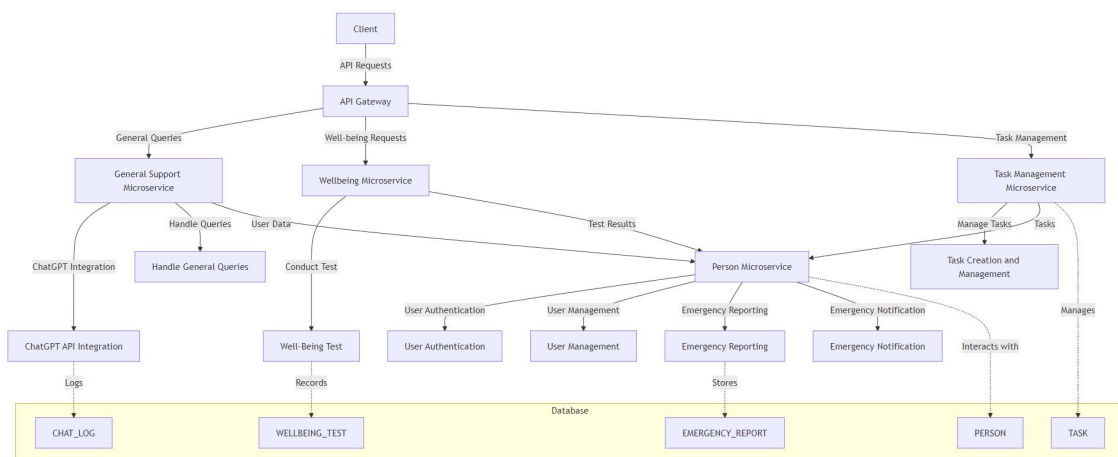 Client
API Requests
API Gateway
General Queries
Well-being Requests
Task Management
General Support
Microservice
Wellbeing Microservice
Task Management
Microservice
Handle Queries
User Data
Test Results
Manage Tasks
Tasks
ChatGPT Integration
Handle General Queries
Conduct Test
Person Microservice
Task Creation and
Management
User Authentication
User Management
Emergency Reporting
Emergency Notification
Manages
ChatGPT API Integration
Well-Being Test
User Authentication
User Management
Emergency Reporting
Emergency Notification
Interacts with
Logs
Records
Stores
Database
CHAT_LOG
WELLBEING_TEST
EMERGENCY_REPORT
PERSON
TASK